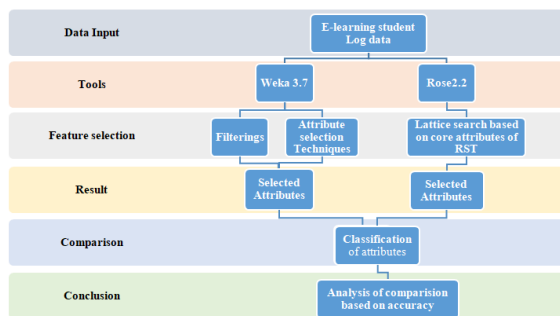 Data Input
E-learning student
Log data
Tools
Weka 3.7
Rose2.2
Feature selection
Filterings
Attribute
selection
Techniques
Lattice search based
on core attributes of
RST
Result
Selected
Attributes
Selected
Attributes
Comparison
Classification
of attributes
Conclusion
Analysis of comparision
based on accuracy